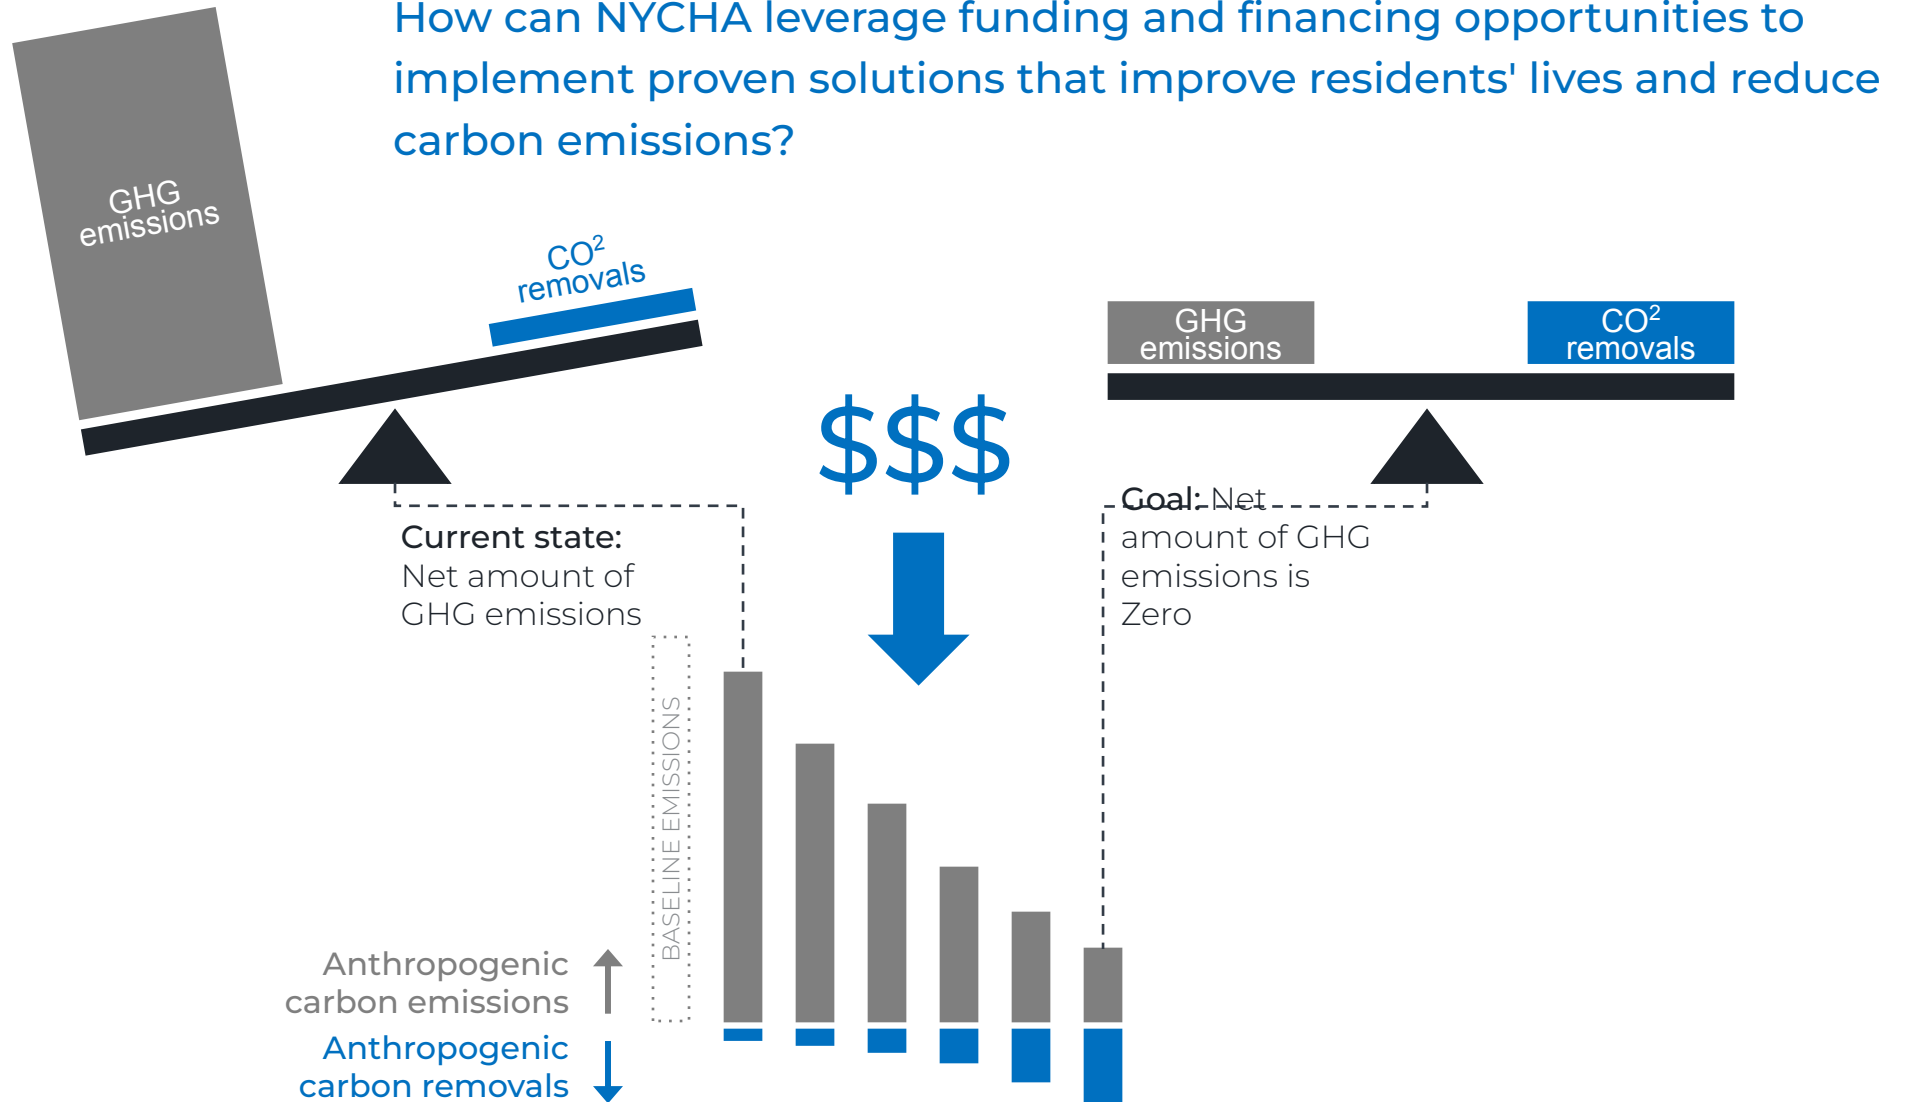 How can NYCHA leverage funding and financing opportunities to
implement proven solutions that improve residents' lives and reduce
carbon emissions?
GHG
emissions
CO²
removals
GHG
emissions
CO²
removals
$$$
Current state:
Net amount of
GHG emissions
Goal: Net
amount of GHG
emissions is
Zero
BASELINE EMISSIONS
Anthropogenic
carbon emissions
Anthropogenic
carbon removals